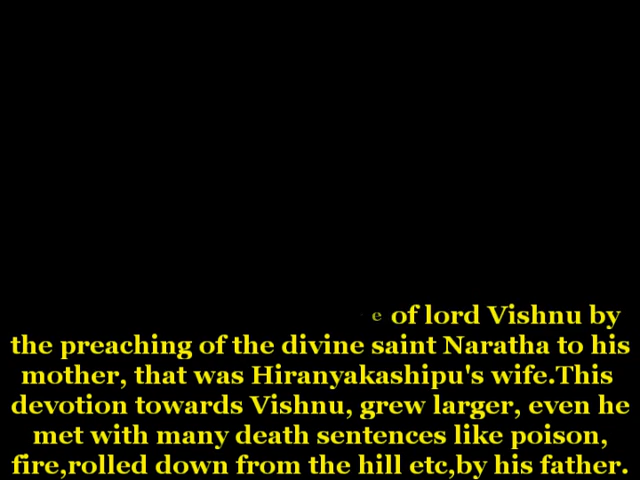 e of lord Vishnu by
the preaching of the divine saint Naratha to his
mother, that was Hiranyakashipu's wife.This
devotion towards Vishnu, grew larger, even he
met with many death sentences like poison,
fire,rolled down from the hill etc,by his father.